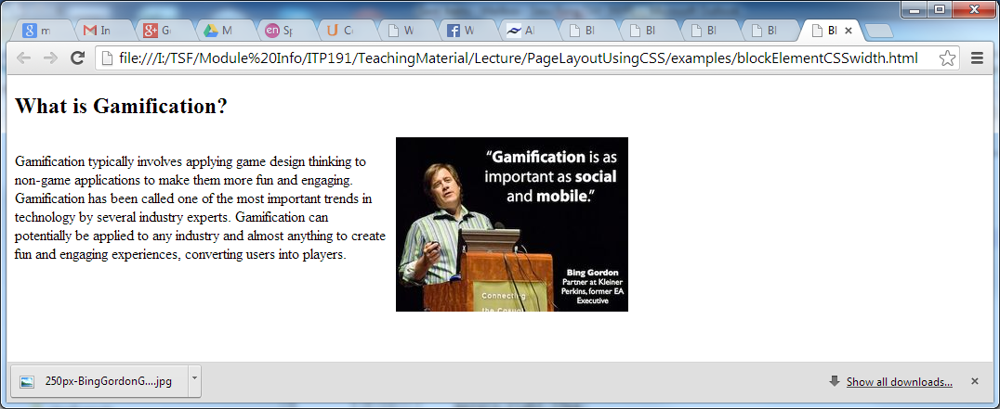 m
In
G
M
Sp
Co
W
W
Al
Bl
Bl
Bl
Bl
Bl
file:///I:/TSF/Module%20Info/ITP191/TeachingMaterial/Lecture/PageLayoutUsingCSS/examples/blockElementCSSwidth.html
What is Gamification?
Gamification typically involves applying game design thinking to
non-game applications to make them more fun and engaging.
Gamification has been called one of the most important trends in
technology by several industry experts. Gamification can
potentially be applied to any industry and almost anything to create
fun and engaging experiences, converting users into players.
“Gamification is as
important as social
and mobile.”
Bing Gordon
Partner at Kleiner
Perkins, former EA
Executive
Connecting
the Casual
250px-BingGordonG....jpg
Show all downloads...